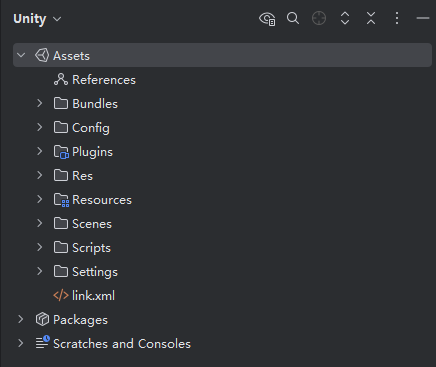 Unity
Assets
References
Bundles
Config
Plugins
Res
Resources
Scenes
Scripts
Settings
link.xml
Packages
Scratches and Consoles